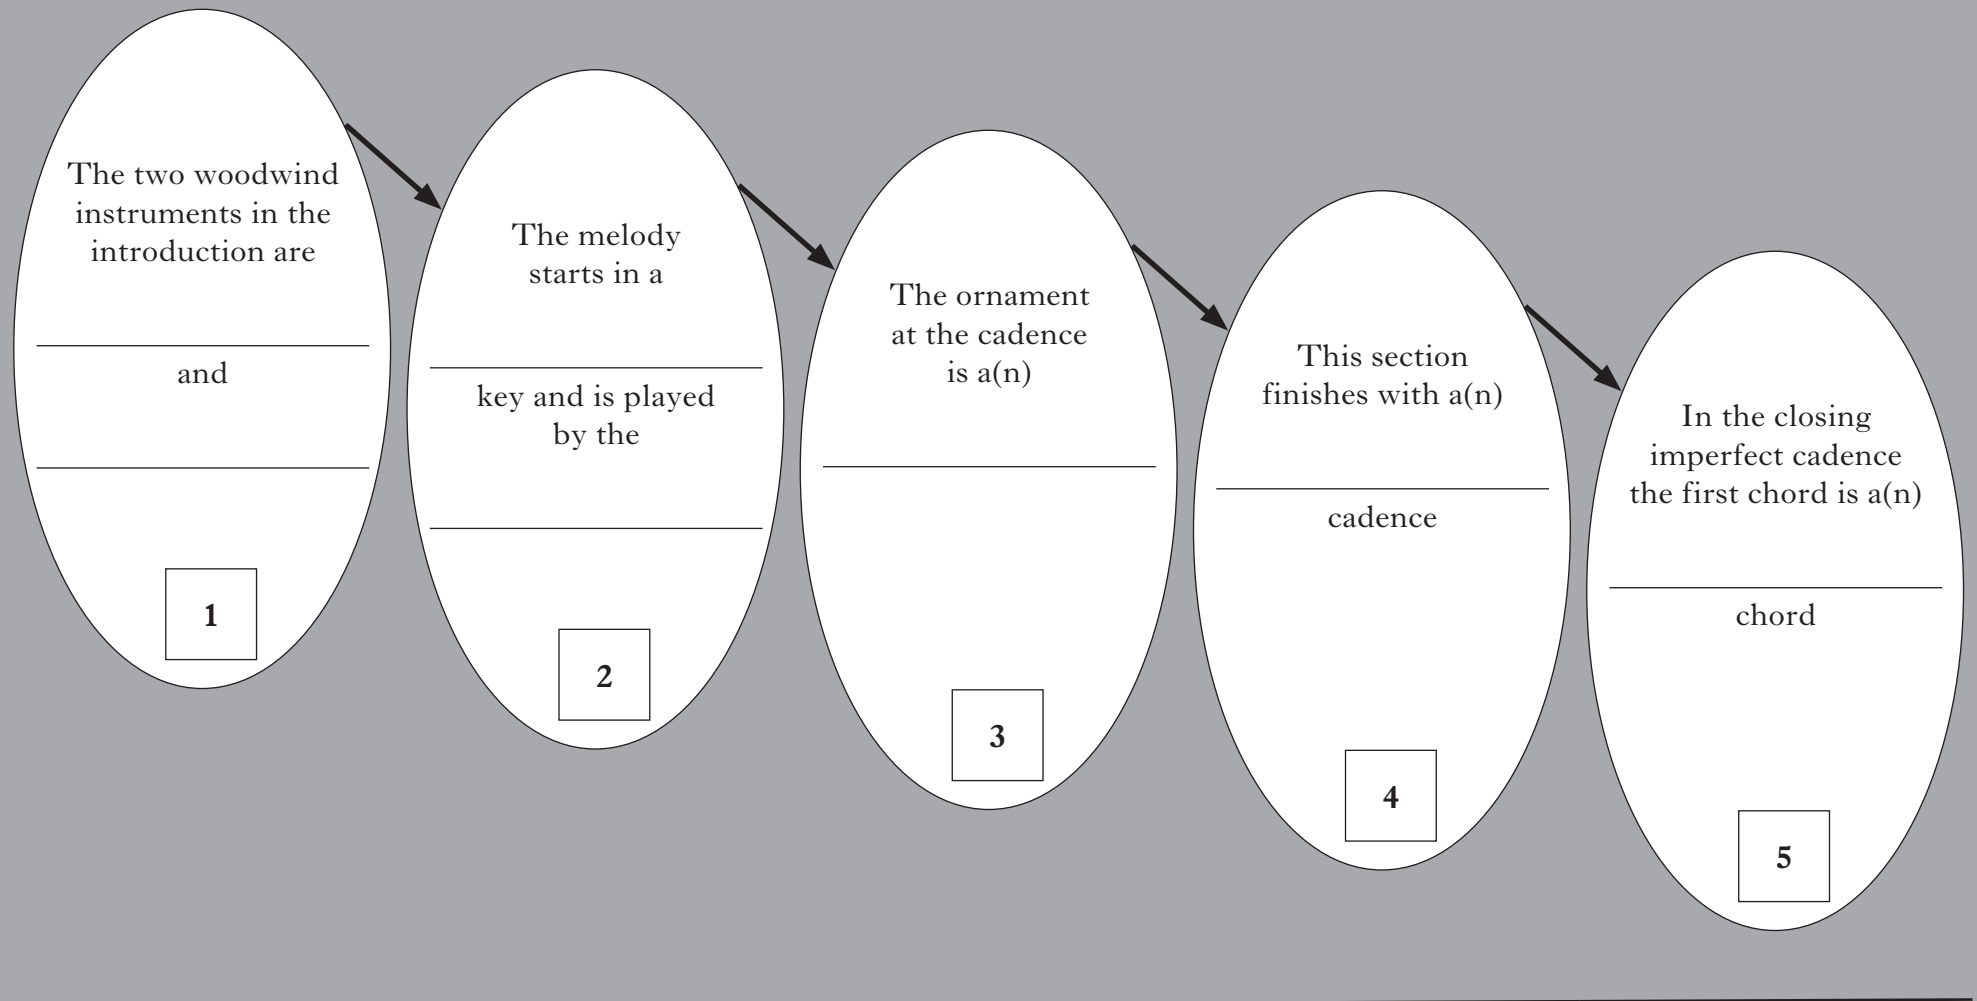 The two woodwind
instruments in the
introduction are
and
1
The melody
starts in a
key and is played
by the
2
The ornament
at the cadence
is a(n)
3
This section
finishes with a(n)
cadence
4
In the closing
imperfect cadence
the first chord is a(n)
chord
5